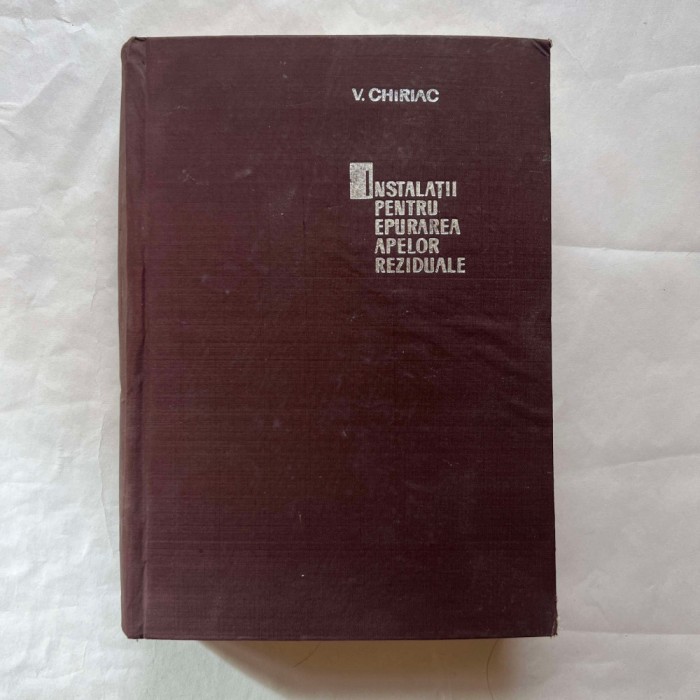 V. CHIRIAC
INSTALAȚII
PENTRU
EPURAREA
APELOR
REZIDUALE